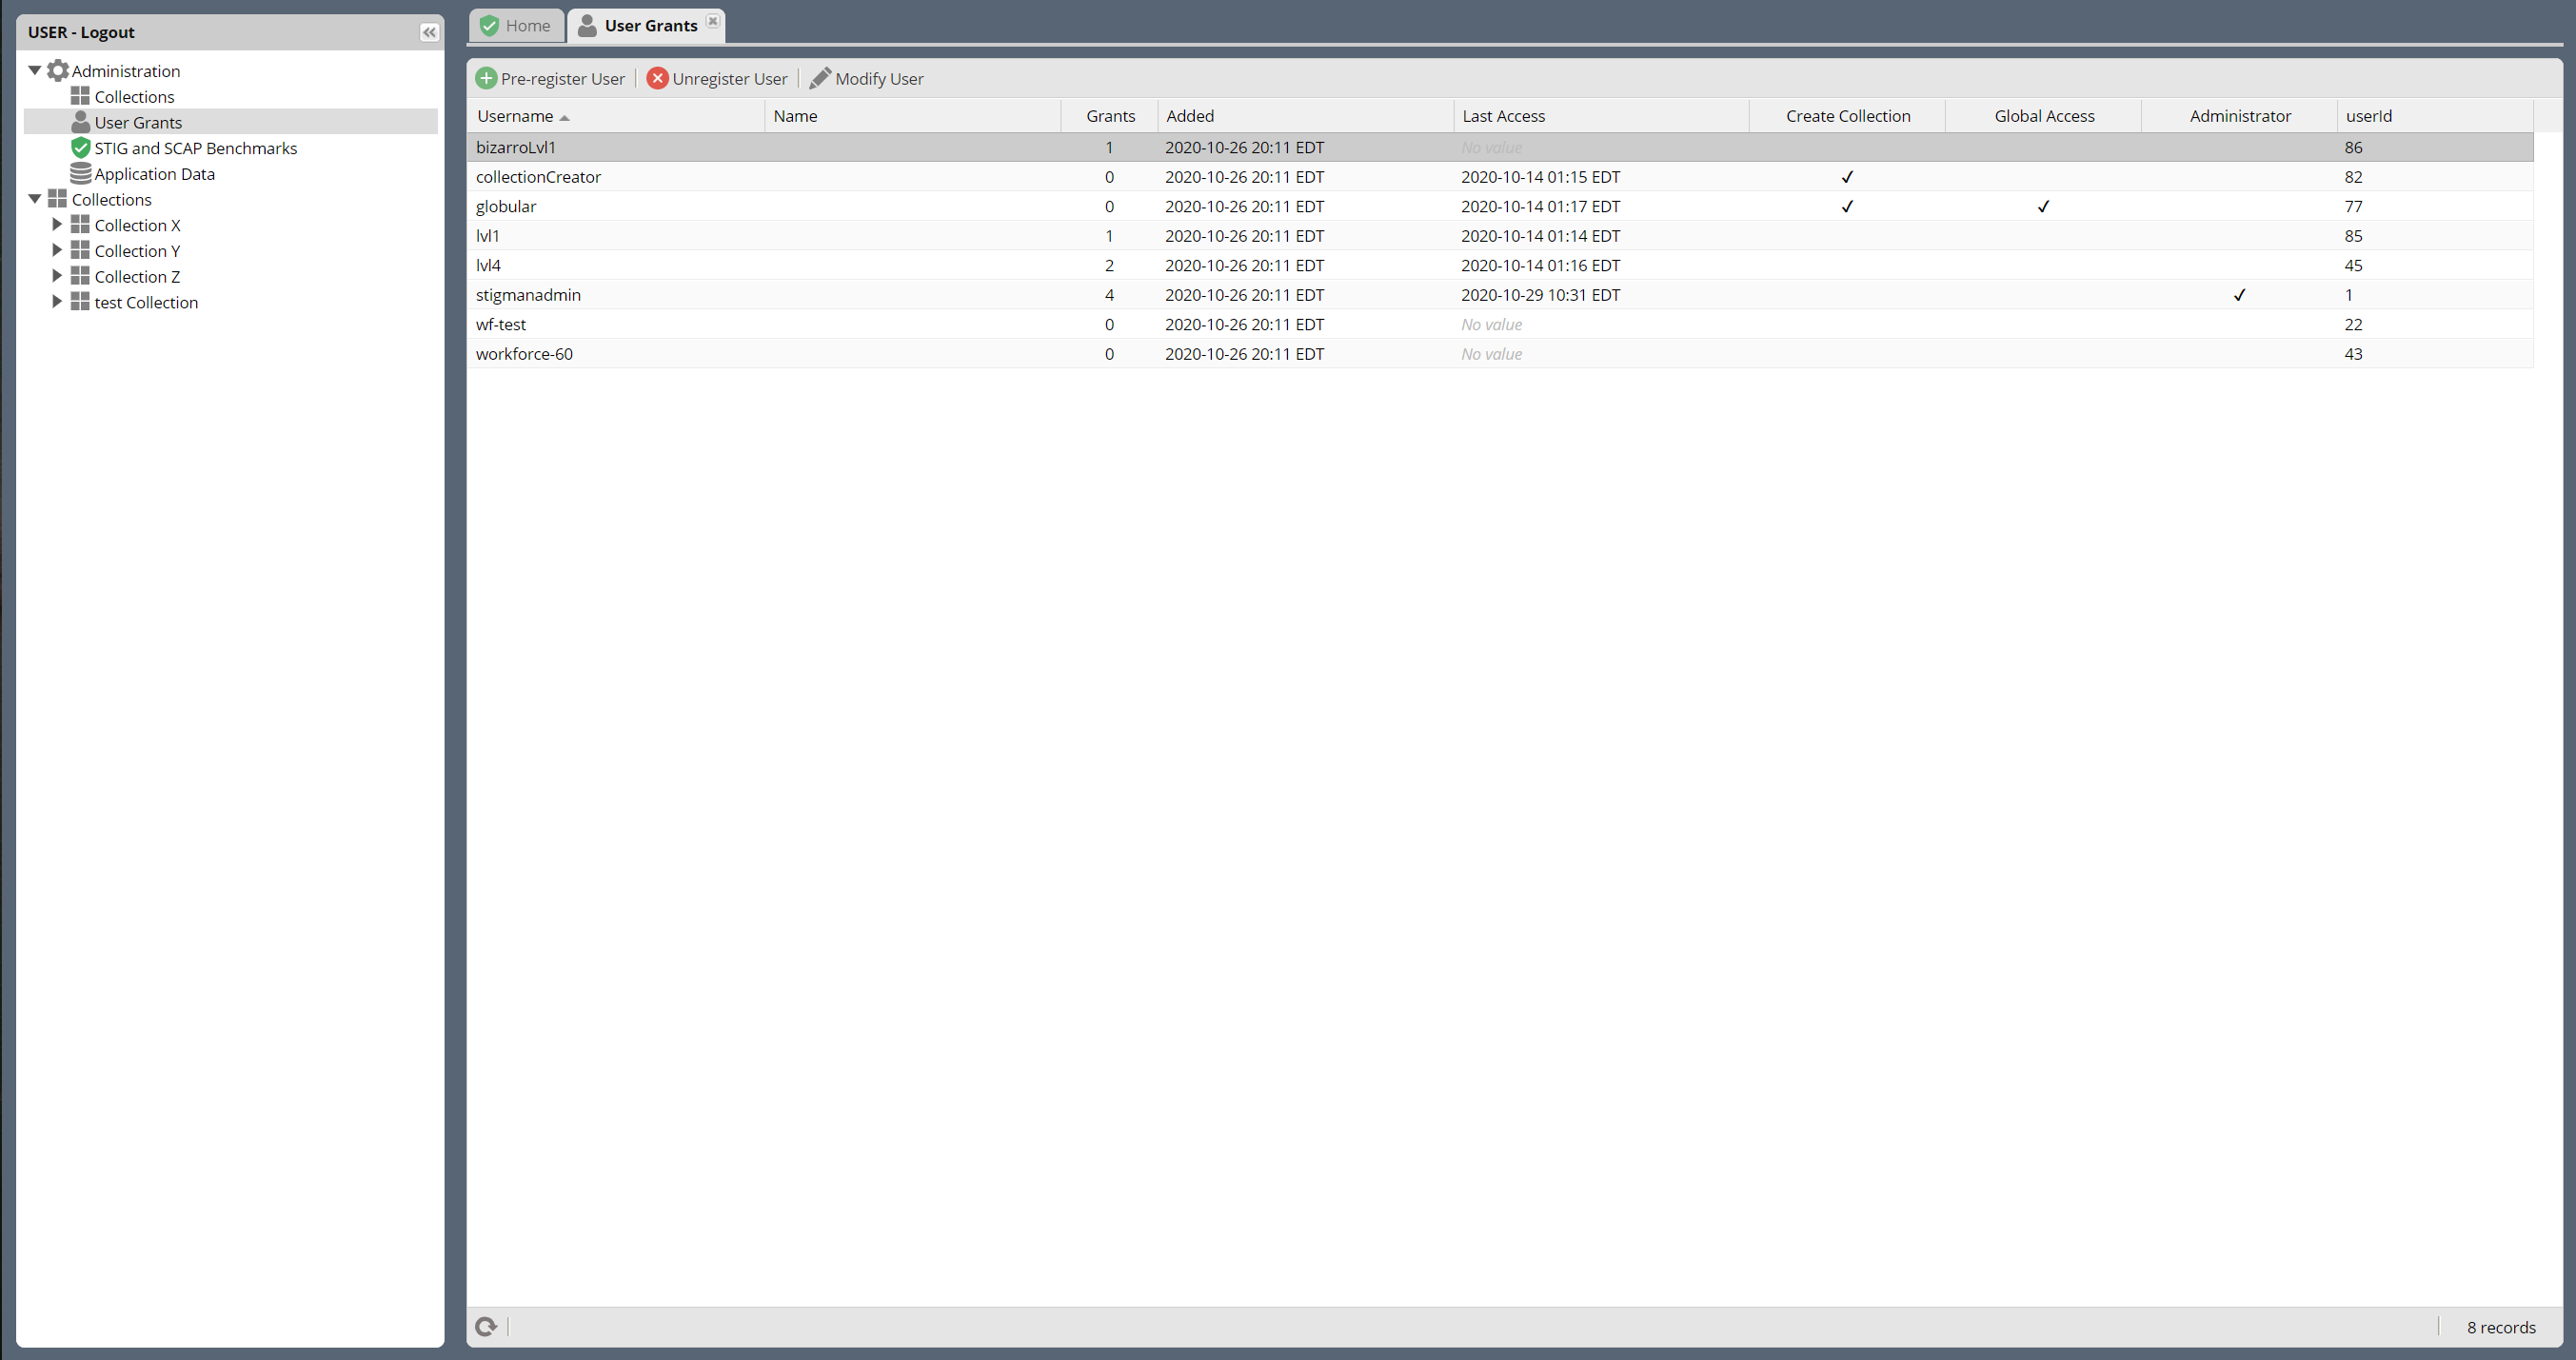 USER - Logout
Administration
Collections
User Grants
STIG and SCAP Benchmarks
Application Data
Collections
Collection X
Collection Y
Collection Z
test Collection
Home User Grants
Pre-register User Unregister User Modify User
Username Name Grants Added Last Access Create Collection Global Access Administrator userId
bizarroLvl1 1 2020-10-26 20:11 EDT No value 86
collectionCreator 0 2020-10-26 20:11 EDT 2020-10-14 01:15 EDT ✓ 82
globular 0 2020-10-26 20:11 EDT 2020-10-14 01:17 EDT ✓ ✓ 77
lvl1 1 2020-10-26 20:11 EDT 2020-10-14 01:14 EDT 85
lvl4 2 2020-10-26 20:11 EDT 2020-10-14 01:16 EDT 45
stigmanadmin 4 2020-10-26 20:11 EDT 2020-10-29 10:31 EDT ✓ 1
wf-test 0 2020-10-26 20:11 EDT No value 22
workforce-60 0 2020-10-26 20:11 EDT No value 43
8 records